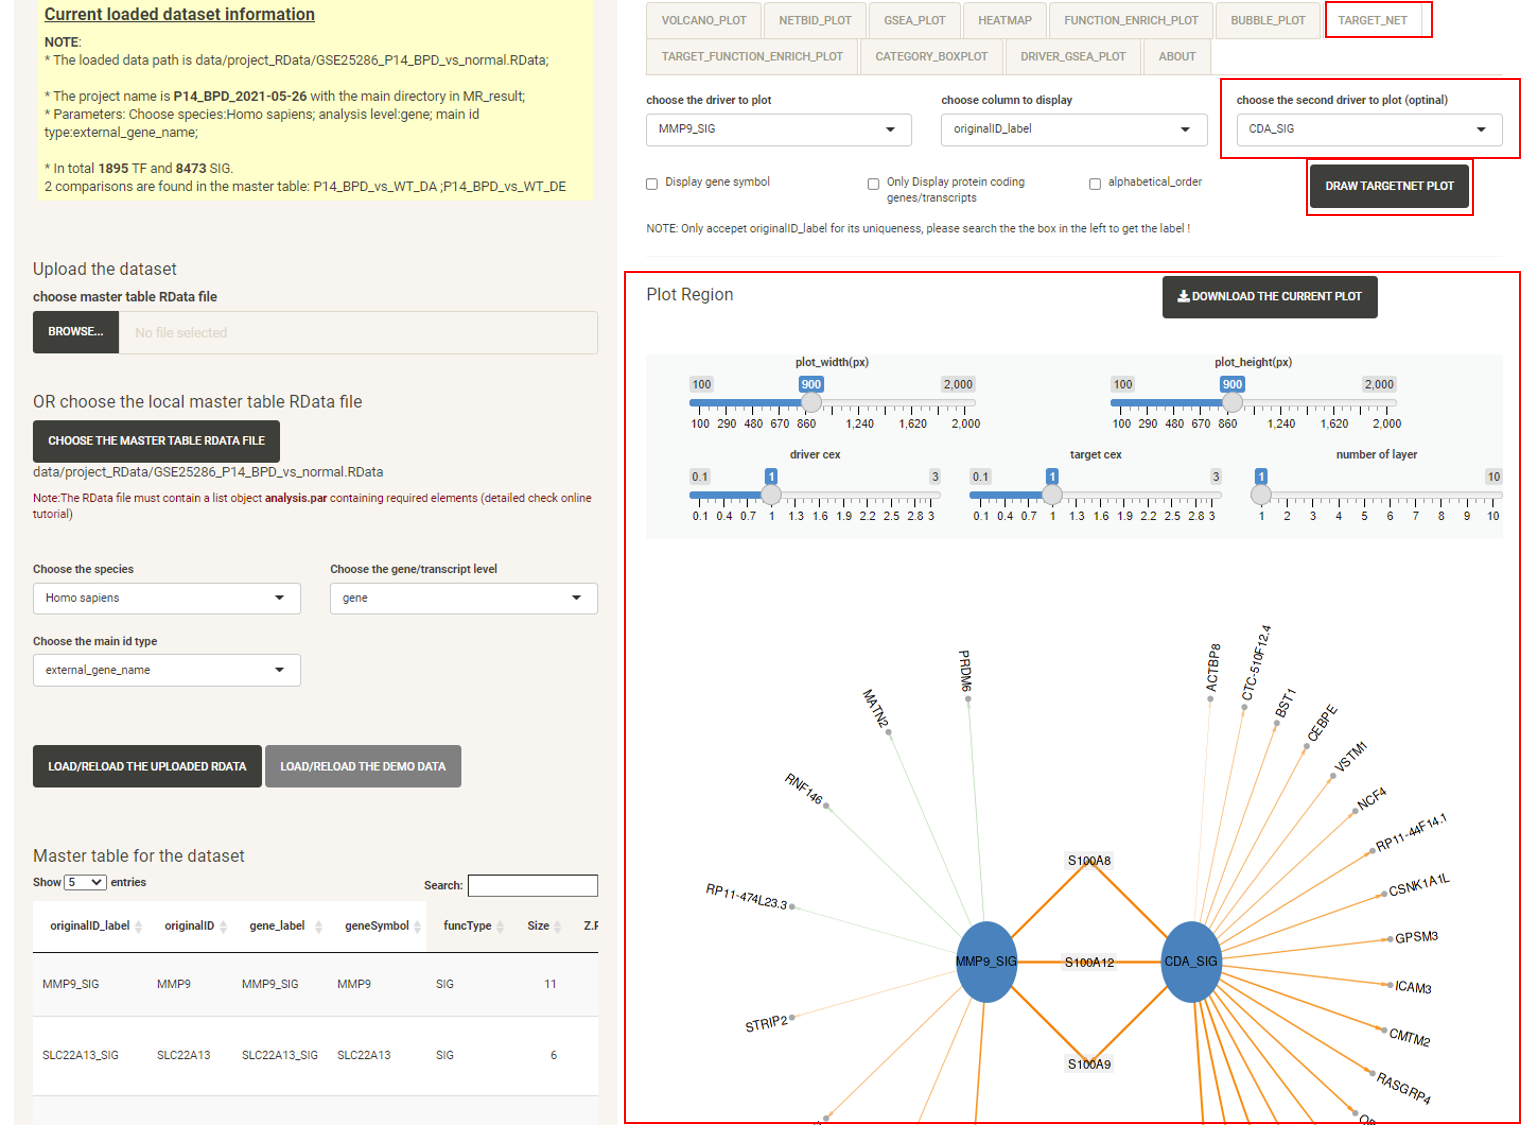 Current loaded dataset information
NOTE:
* The loaded data path is data/project_RData/GSE25286_P14_BPD_vs_normal.RData;
* The project name is P14_BPD_2021-05-26 with the main directory in MR_result;
* Parameters: Choose species:Homo sapiens; analysis level:gene; main id
type:external_gene_name;
* In total 1895 TF and 8473 SIG.
2 comparisons are found in the master table: P14_BPD_vs_WT_DA ;P14_BPD_vs_WT_DE
Upload the dataset
choose master table RData file
BROWSE... No file selected
OR choose the local master table RData file
CHOOSE THE MASTER TABLE RDATA FILE
data/project_RData/GSE25286_P14_BPD_vs_normal.RData
Note:The RData file must contain a list object analysis.par containing required elements (detailed check online
tutorial)
Choose the species Choose the gene/transcript level
Homo sapiens gene
Choose the main id type
external_gene_name
LOAD/RELOAD THE UPLOADED RDATA LOAD/RELOAD THE DEMO DATA
Master table for the dataset
Show 5 entries Search:
originalID_label originalID gene_label geneSymbol funcType Size
MMP9_SIG MMP9 MMP9_SIG MMP9 SIG 11
SLC22A13_SIG SLC22A13 SLC22A13_SIG SLC22A13 SIG 6
VOLCANO_PLOT NETBID_PLOT GSEA_PLOT HEATMAP FUNCTION_ENRICH_PLOT BUBBLE_PLOT TARGET_NET
TARGET_FUNCTION_ENRICH_PLOT CATEGORY_BOXPLOT DRIVER_GSEA_PLOT ABOUT
choose the driver to plot choose column to display choose the second driver to plot (optinal)
MMP9_SIG originalID_label CDA_SIG
Display gene symbol Only Display protein coding alphabetical_order
genes/transcripts
DRAW TARGETNET PLOT
NOTE: Only accepet originalID_label for its uniqueness, please search the the box in the left to get the label !
Plot Region
DOWNLOAD THE CURRENT PLOT
plot_width(px) plot_height(px)
100 900 2,000 100 900 2,000
100 290 480 670 860 1,240 1,620 2,000 100 290 480 670 860 1,240 1,620 2,000
driver cex target cex number of layer
0.1 1 3 0.1 1 3 1 10
0.1 0.4 0.7 1 1.3 1.6 1.9 2.2 2.5 2.8 3 0.1 0.4 0.7 1 1.3 1.6 1.9 2.2 2.5 2.8 3 1 2 3 4 5 6 7 8 9 10
PRDM6
MATN2
RNF146
RP11-474L23.3
STRIP2
MMP9_SIG
S100A8
S100A12
S100A9
CDA_SIG
ACTBP8
CTC-510F12.4
BST1
CEBPE
VSTM1
NCF4
RP11-44F14.1
CSNK1A1L
GPSM3
ICAM3
CMTM2
RASGRP4